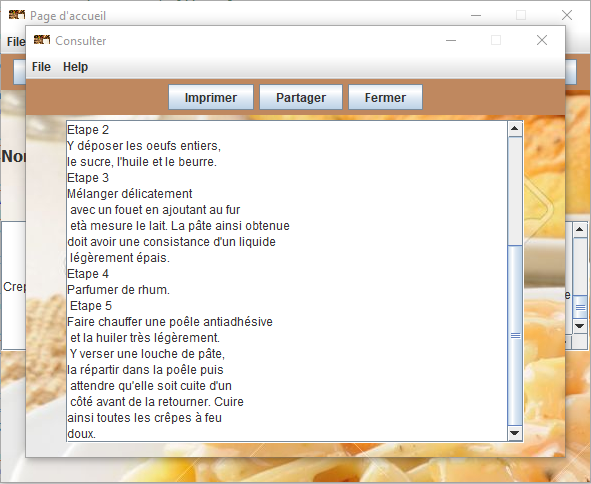 Page d'accueil
Consulter
File
File Help
Imprimer Partager Fermer
Etape 2
Y déposer les oeufs entiers,
le sucre, l'huile et le beurre.
Etape 3
Mélanger délicatement
avec un fouet en ajoutant au fur
età mesure le lait. La pâte ainsi obtenue
doit avoir une consistance d'un liquide
légèrement épais.
Etape 4
Parfumer de rhum.
Etape 5
Faire chauffer une poêle antiadhésive
et la huiler très légèrement.
Y verser une louche de pâte,
la répartir dans la poêle puis
attendre qu'elle soit cuite d'un
côté avant de la retourner. Cuire
ainsi toutes les crêpes à feu
doux.